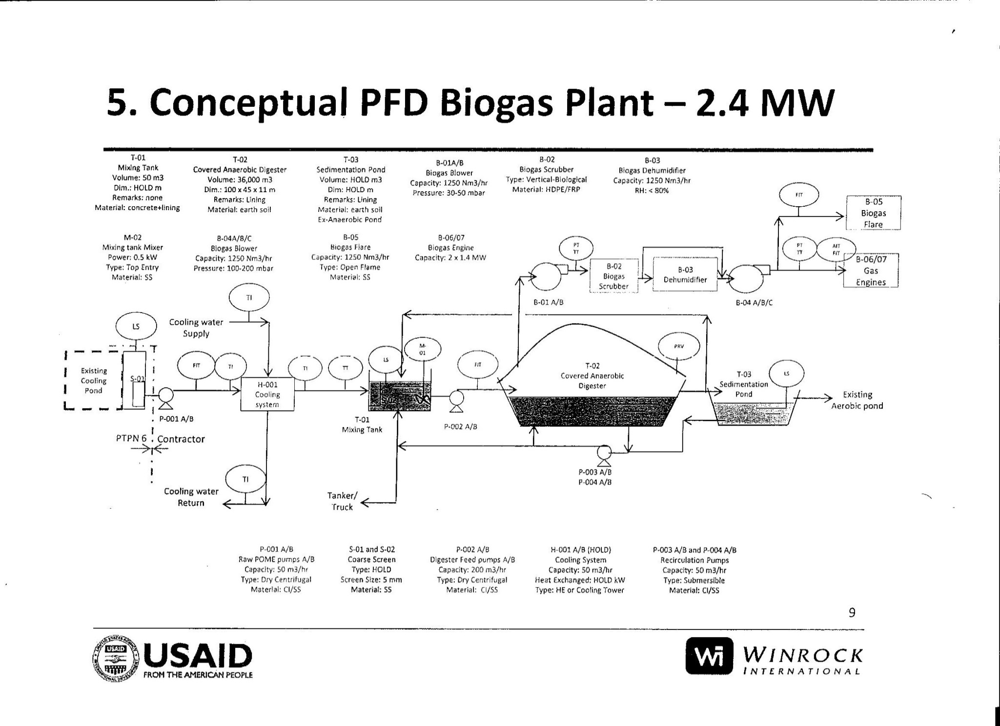 5. Conceptual PFD Biogas Plant – 2.4 MW
T-01
Mixing Tank
Volume: 50 m3
Dim.: HOLD m
Remarks: none
Material: concrete+lining
T-02
Covered Anaerobic Digester
Volume: 36,000 m3
Dim.: 100 x 45 x 11 m
Remarks: Lining
Material: earth soil
T-03
Sedimentation Pond
Volume: HOLD m3
Dim: HOLD m
Remarks: Lining
Material: earth soil
Ex-Anaerobic Pond
B-01A/B
Biogas Blower
Capacity: 1250 Nm3/hr
Pressure: 30-50 mbar
B-02
Biogas Scrubber
Type: Vertical-Biological
Material: HDPE/FRP
B-03
Biogas Dehumidifier
Capacity: 1250 Nm3/hr
RH: < 80%
M-02
Mixing tank Mixer
Power: 0.5 kW
Type: Top Entry
Material: SS
B-04A/B/C
Biogas Blower
Capacity: 1250 Nm3/hr
Pressure: 100-200 mbar
B-05
Biogas Flare
Capacity: 1250 Nm3/hr
Type: Open Flame
Material: SS
B-06/07
Biogas Engine
Capacity: 2 x 1.4 MW
FIT
B-05
Biogas
Flare
PT
TT
B-02
Biogas
Scrubber
B-03
Dehumidifier
PT
TT
AIT
FIT
B-06/07
Gas
Engines
B-01 A/B
B-04 A/B/C
TI
LS
Cooling water
Supply
Existing
Cooling
Pond
S-01
FIT
TI
H-001
Cooling
system
TI
TT
LS
M-
01
S-02
FIT
T-02
Covered Anaerobic
Digester
PRV
T-03
Sedimentation
Pond
LS
Existing
Aerobic pond
P-001 A/B
T-01
Mixing Tank
P-002 A/B
PTPN 6
Contractor
P-003 A/B
P-004 A/B
TI
Cooling water
Return
Tanker/
Truck
P-001 A/B
Raw POME pumps A/B
Capacity: 50 m3/hr
Type: Dry Centrifugal
Material: CI/SS
S-01 and S-02
Coarse Screen
Type: HOLD
Screen Size: 5 mm
Material: SS
P-002 A/B
Digester Feed pumps A/B
Capacity: 200 m3/hr
Type: Dry Centrifugal
Material: CI/SS
H-001 A/B (HOLD)
Cooling System
Capacity: 50 m3/hr
Heat Exchanged: HOLD kW
Type: HE or Cooling Tower
P-003 A/B and P-004 A/B
Recirculation Pumps
Capacity: 50 m3/hr
Type: Submersible
Material: CI/SS
9
UNITED STATES AGENCY
USAID
INTERNATIONAL DEVELOPMENT
USAID
FROM THE AMERICAN PEOPLE
Wi
WINROCK
INTERNATIONAL